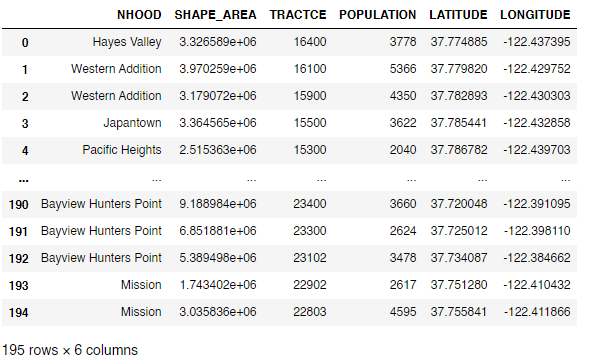 NHOOD SHAPE_AREA TRACTCE POPULATION LATITUDE LONGITUDE
0 Hayes Valley 3.326589e+06 16400 3778 37.774885 -122.437395
1 Western Addition 3.970259e+06 16100 5366 37.779820 -122.429752
2 Western Addition 3.179072e+06 15900 4350 37.782893 -122.430303
3 Japantown 3.364565e+06 15500 3622 37.785441 -122.432858
4 Pacific Heights 2.515363e+06 15300 2040 37.786782 -122.439703
... ... ... ... ... ... ...
190 Bayview Hunters Point 9.188984e+06 23400 3660 37.720048 -122.391095
191 Bayview Hunters Point 6.851881e+06 23300 2624 37.725012 -122.398110
192 Bayview Hunters Point 5.389498e+06 23102 3478 37.734087 -122.384662
193 Mission 1.743402e+06 22902 2617 37.751280 -122.410432
194 Mission 3.035836e+06 22803 4595 37.755841 -122.411866
195 rows × 6 columns